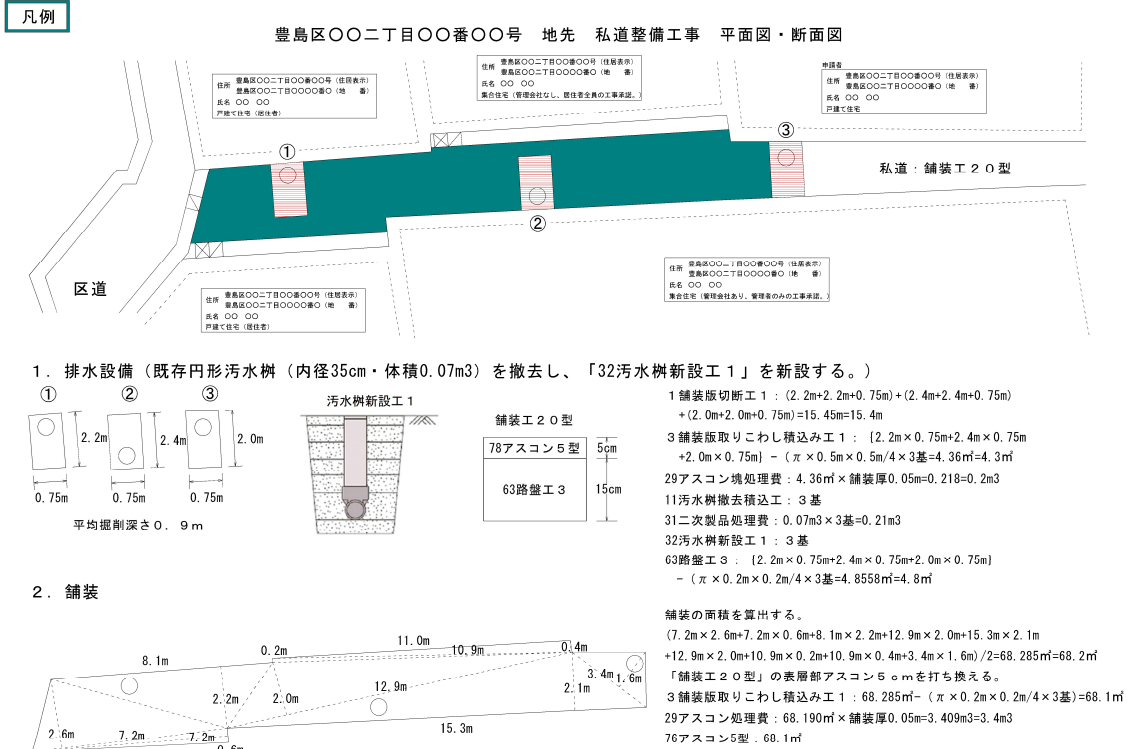 凡例
豊島区〇〇二丁目〇〇番〇〇号　地先　私道整備工事　平面図・断面図
住所　豊島区〇〇二丁目〇〇番〇〇号（住居表示）
豊島区〇〇二丁目〇〇〇〇番〇（地　番）
氏名　〇〇　〇〇
戸建て住宅（居住者）
住所　豊島区〇〇二丁目〇〇番〇〇号（住居表示）
豊島区〇〇二丁目〇〇〇〇番〇（地　番）
氏名　〇〇　〇〇
集合住宅（管理会社なし、居住者全員の工事承諾。）
申請者
住所　豊島区〇〇二丁目〇〇番〇〇号（住居表示）
豊島区〇〇二丁目〇〇〇〇番〇（地　番）
氏名　〇〇　〇〇
戸建て住宅
①
②
③
私道：舗装工２０型
区道
住所　豊島区〇〇二丁目〇〇番〇〇号（住居表示）
豊島区〇〇二丁目〇〇〇〇番〇（地　番）
氏名　〇〇　〇〇
戸建て住宅（居住者）
住所　豊島区〇〇二丁目〇〇番〇〇号（住居表示）
豊島区〇〇二丁目〇〇〇〇番〇（地　番）
氏名　〇〇　〇〇
集合住宅（管理会社あり、管理者のみの工事承諾。）
１．排水設備（既存円形汚水桝（内径35cm・体積0.07m3）を撤去し、「32汚水桝新設工１」を新設する。）
①
②
③
2.2m
2.4m
2.0m
0.75m
0.75m
0.75m
平均掘削深さ０．９ｍ
汚水桝新設工１
舗装工２０型
78アスコン５型
5cm
63路盤工３
15cm
１舗装版切断工１：(2.2m+2.2m+0.75m)+(2.4m+2.4m+0.75m)
+(2.0m+2.0m+0.75m)=15.45m=15.4m
３舗装版取りこわし積込み工１：｛2.2m×0.75m+2.4m×0.75m
+2.0m×0.75m｝－（π×0.5m×0.5m/4×3基=4.36㎡=4.3㎡
29アスコン塊処理費：4.36㎡×舗装厚0.05m=0.218=0.2m3
11汚水桝撤去積込工：３基
31二次製品処理費：0.07m3×3基=0.21m3
32汚水桝新設工１：３基
63路盤工３：｛2.2m×0.75m+2.4m×0.75m+2.0m×0.75m｝
－（π×0.2m×0.2m/4×3基=4.8558㎡=4.8㎡
２．舗装
8.1m
0.2m
11.0m
10.9m
0.4m
3.4m
1.6m
2.2m
2.0m
12.9m
2.1m
2.6m
7.2m
7.2m
15.3m
0.6m
舗装の面積を算出する。
(7.2m×2.6m+7.2m×0.6m+8.1m×2.2m+12.9m×2.0m+15.3m×2.1m
+12.9m×2.0m+10.9m×0.2m+10.9m×0.4m+3.4m×1.6m)/2=68.285㎡=68.2㎡
「舗装工２０型」の表層部アスコン５ｃｍを打ち換える。
３舗装版取りこわし積込み工１：68.285㎡－（π×0.2m×0.2m/4×3基)=68.1㎡
29アスコン処理費：68.190㎡×舗装厚0.05m=3.409m3=3.4m3
76アスコン5型：68.1㎡